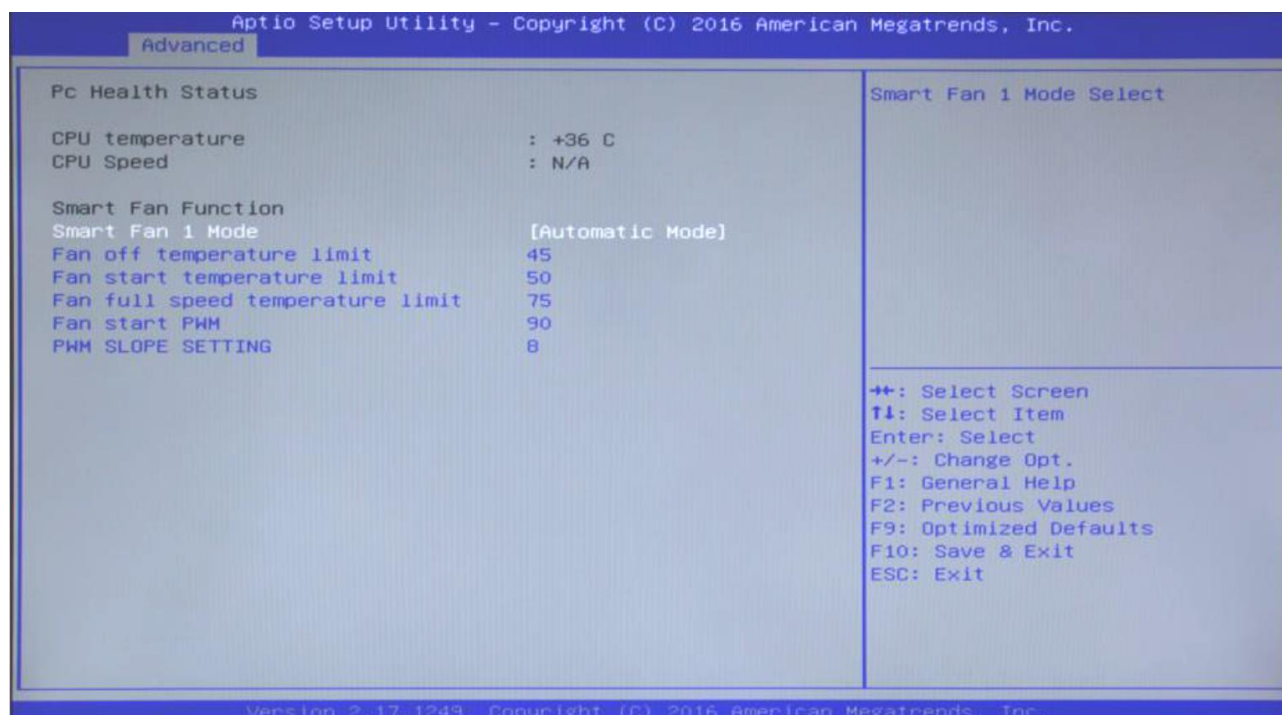 Aptio Setup Utility – Copyright (C) 2016 American Megatrends, Inc.
Advanced
Pc Health Status
CPU temperature : +36 C
CPU Speed : N/A
Smart Fan Function
Smart Fan 1 Mode [Automatic Mode]
Fan off temperature limit 45
Fan start temperature limit 50
Fan full speed temperature limit 75
Fan start PWM 90
PWM SLOPE SETTING 8
Smart Fan 1 Mode Select
→←: Select Screen
↑↓: Select Item
Enter: Select
+/-: Change Opt.
F1: General Help
F2: Previous Values
F9: Optimized Defaults
F10: Save & Exit
ESC: Exit
Version 2.17.1249. Copyright (C) 2016 American Megatrends, Inc.